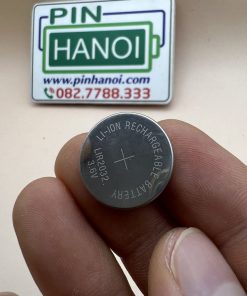 PIN
HANOI
www.pinhanoi.com
082.7788.333
LI-ION RECHARGEABLE BATTERY
LIR2032
3.6V
+